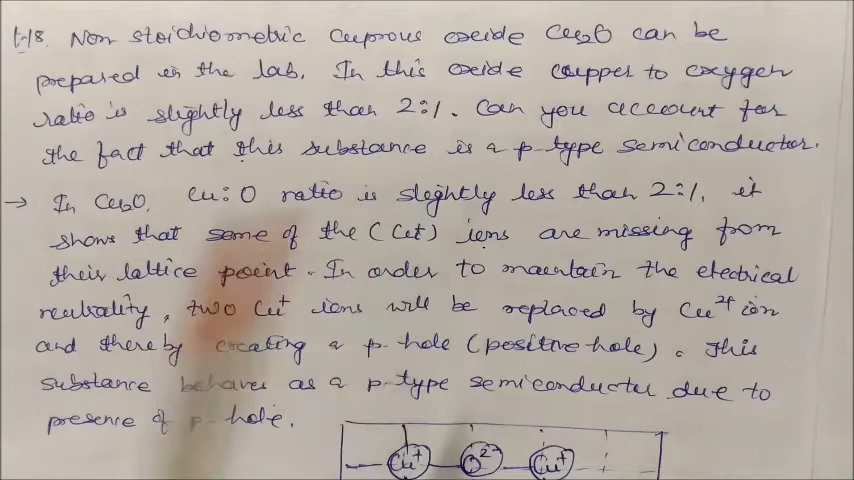 1.18. Non stoichiometric cuprous oxide Cu2O can be
prepared in the lab. In this oxide copper to oxygen
ratio is slightly less than 2:1. Can you account for
the fact that this substance is a p-type semiconductor.
→ In Cu2O, Cu:O ratio is slightly less than 2:1, it
shows that some of the (Cu+) ions are missing from
their lattice point. In order to maintain the electrical
neutrality, two Cu+ ions will be replaced by Cu2+ ion
and thereby creating a p-hole (positive hole). This
substance behaves as a p-type semiconductor due to
presence of p-hole.
Cu+ O2- Cu+